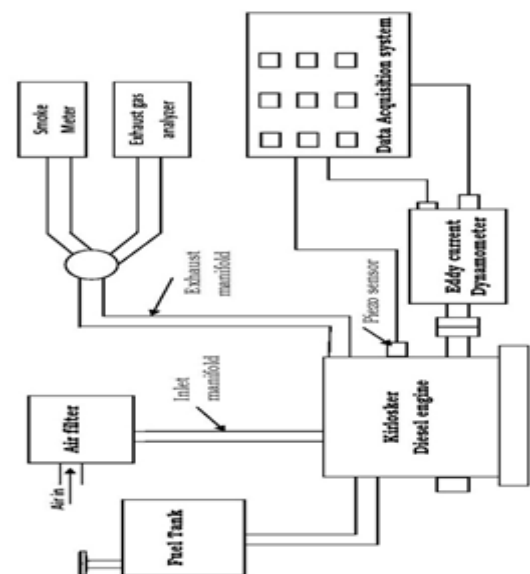 Smoke
Meter
Exhaust gas
analyzer
Data Acquisition system
Exhaust
manifold
Piezo sensor
Eddy current
Dynamometer
Air filter
Air in
Inlet
manifold
Kirlosker
Diesel engine
Fuel Tank